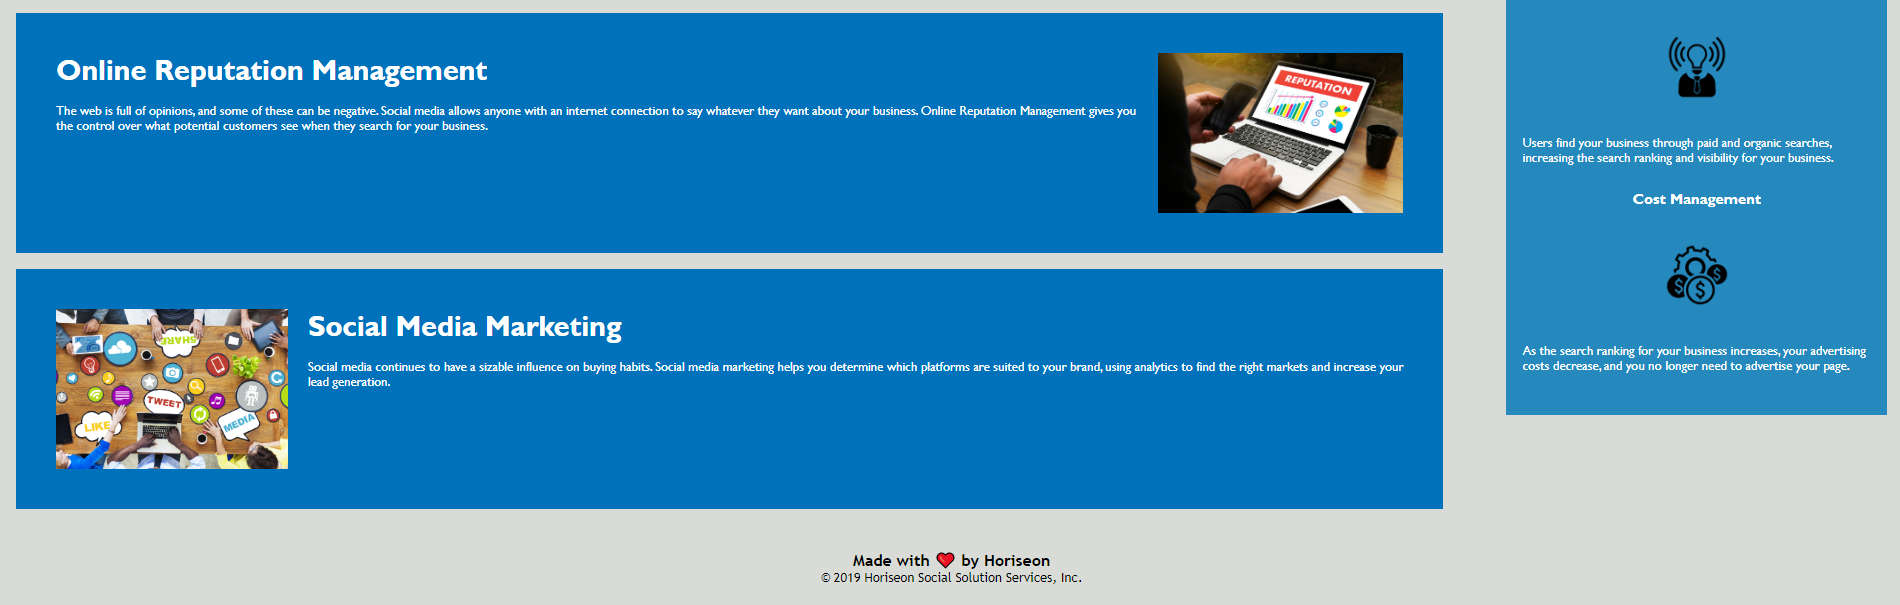 Online Reputation Management
The web is full of opinions, and some of these can be negative. Social media allows anyone with an internet connection to say whatever they want about your business. Online Reputation Management gives you
the control over what potential customers see when they search for your business.
REPUTATION
Social Media Marketing
Social media continues to have a sizable influence on buying habits. Social media marketing helps you determine which platforms are suited to your brand, using analytics to find the right markets and increase your
lead generation.
SHARE
TWEET
LIKE
MEDIA
Users find your business through paid and organic searches,
increasing the search ranking and visibility for your business.
Cost Management
As the search ranking for your business increases, your advertising
costs decrease, and you no longer need to advertise your page.
Made with ❤️ by Horiseon
© 2019 Horiseon Social Solution Services, Inc.